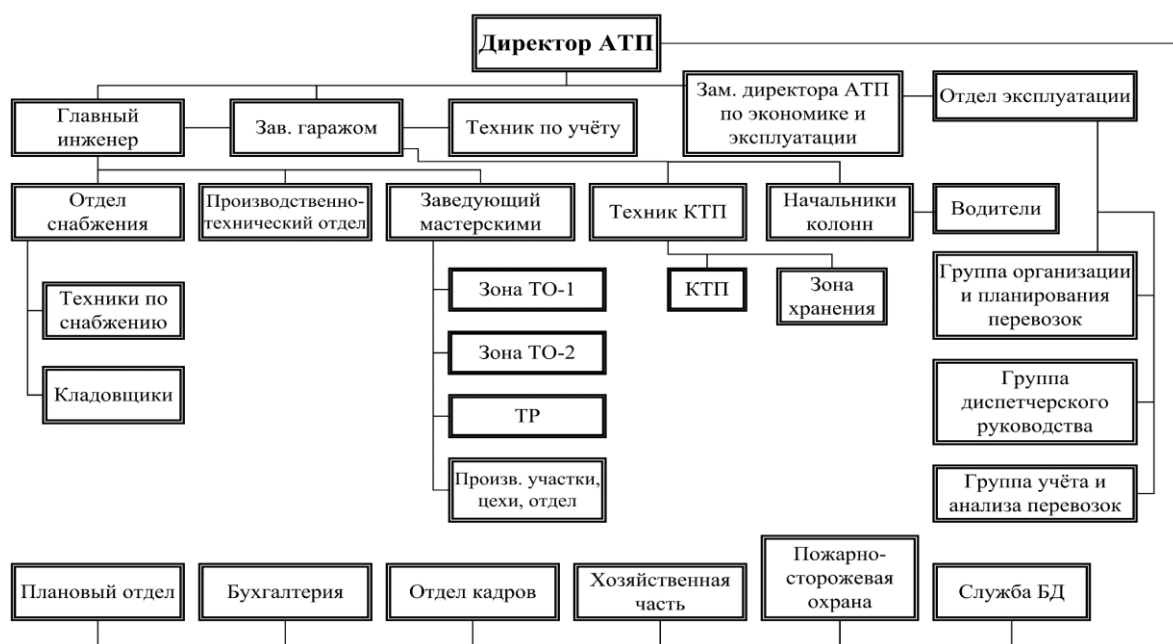 Директор АТП
Главный
инженер
Зав. гаражом
Техник по учёту
Зам. директора АТП
по экономике и
эксплуатации
Отдел эксплуатации
Отдел
снабжения
Производственно-
технический отдел
Заведующий
мастерскими
Техник КТП
Начальники
колонн
Водители
Техники по
снабжению
Кладовщики
Зона ТО-1
Зона ТО-2
ТР
Произв. участки,
цехи, отдел
КТП
Зона
хранения
Группа организации
и планирования
перевозок
Группа
диспетчерского
руководства
Группа учёта и
анализа перевозок
Плановый отдел
Бухгалтерия
Отдел кадров
Хозяйственная
часть
Пожарно-
сторожевая
охрана
Служба БД